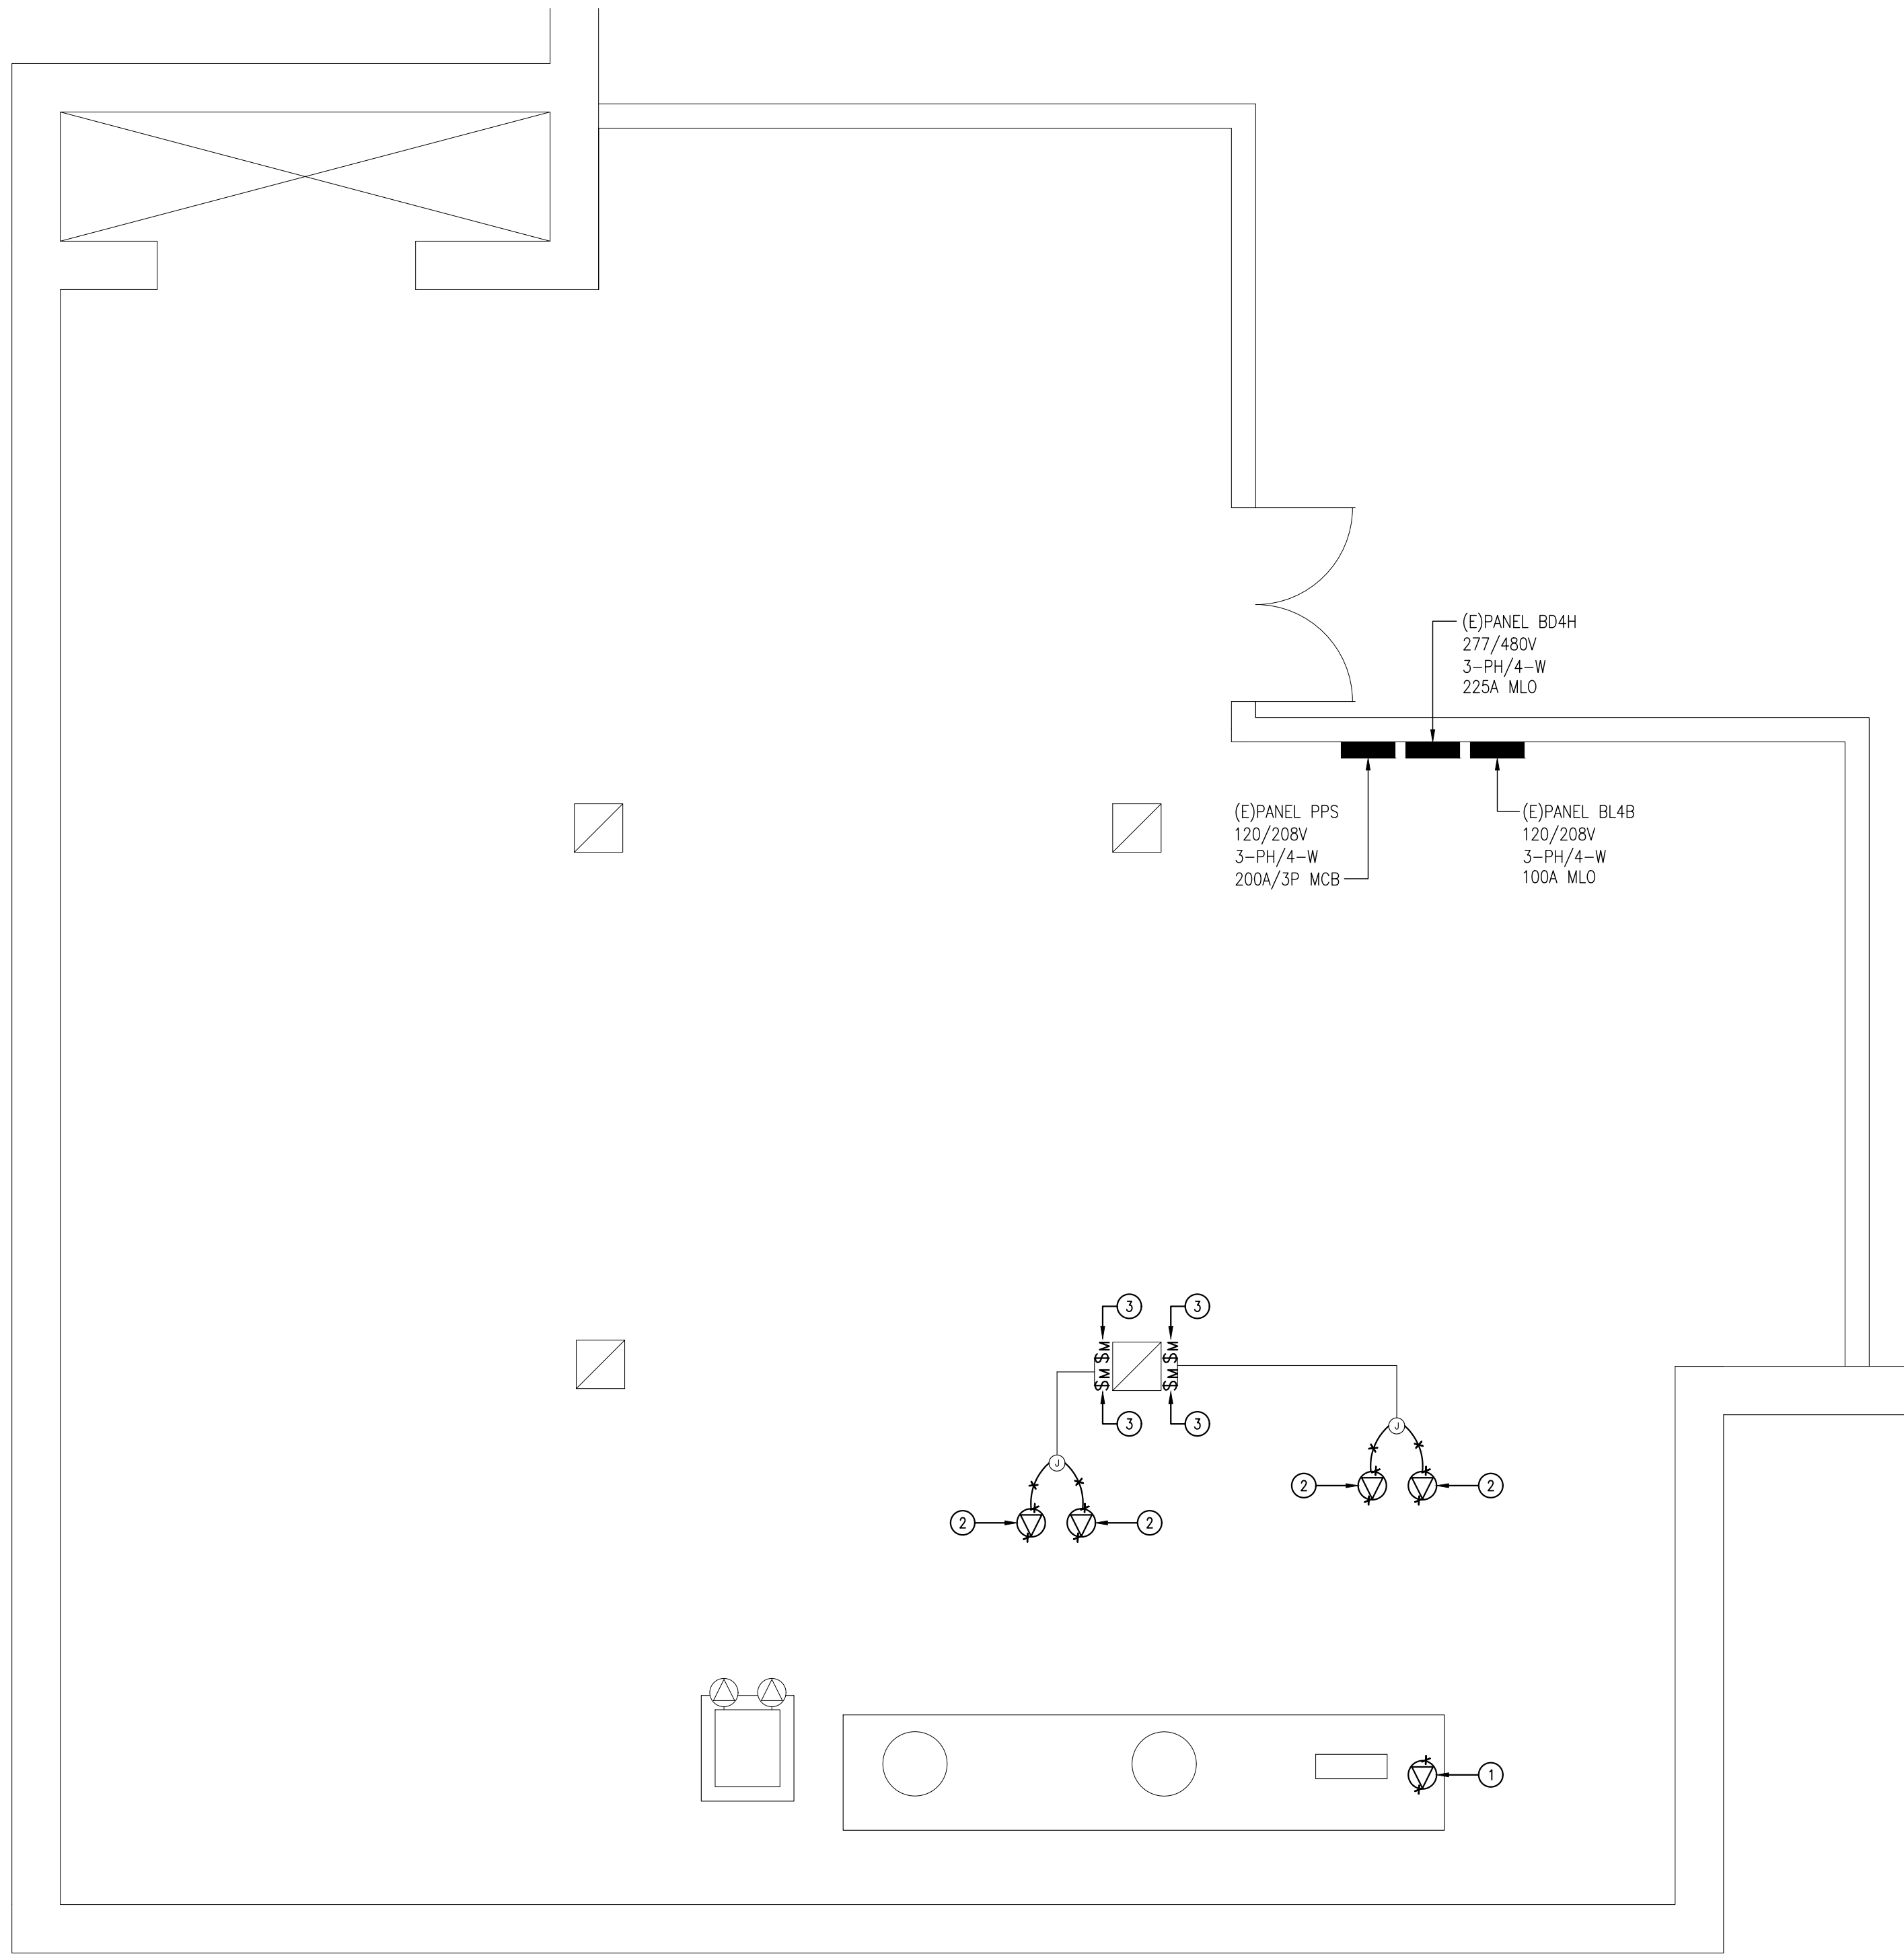 (E)PANEL BD4H
277/480V
3-PH/4-W
225A MLO
(E)PANEL PPS
120/208V
3-PH/4-W
200A/3P MCB
(E)PANEL BL4B
120/208V
3-PH/4-W
100A MLO
3
3
$M
$M
$M
$M
3
3
J
J
2
2
2
2
1